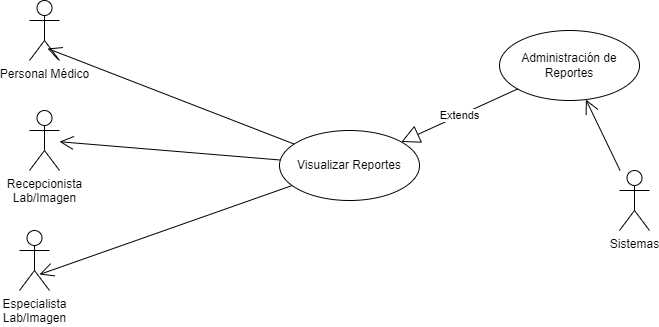 Personal Médico
Recepcionista
Lab/Imagen
Especialista
Lab/Imagen
Visualizar Reportes
Extends
Administración de
Reportes
Sistemas